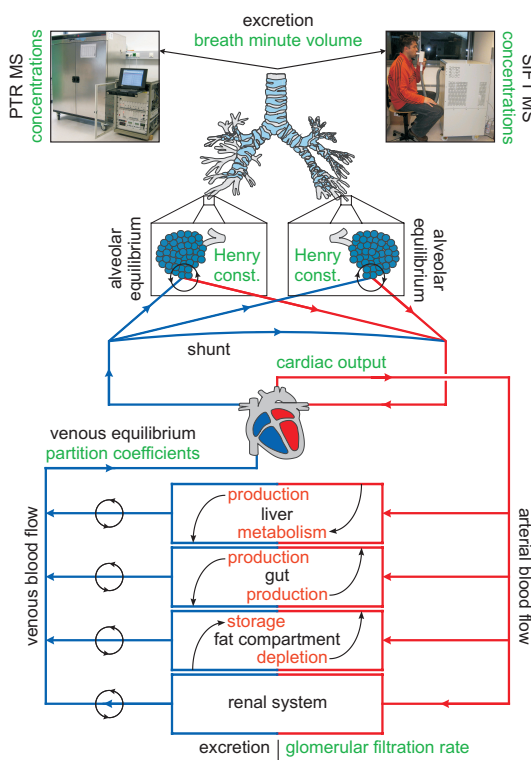 excretion
breath minute volume
PTR MS
concentrations
SIFT MS
concentrations
alveolar
equilibrium
Henry
const.
Henry
const.
alveolar
equilibrium
shunt
cardiac output
venous equilibrium
partition coefficients
venous blood flow
arterial blood flow
production
liver
metabolism
production
gut
production
storage
fat compartment
depletion
renal system
excretion | glomerular filtration rate